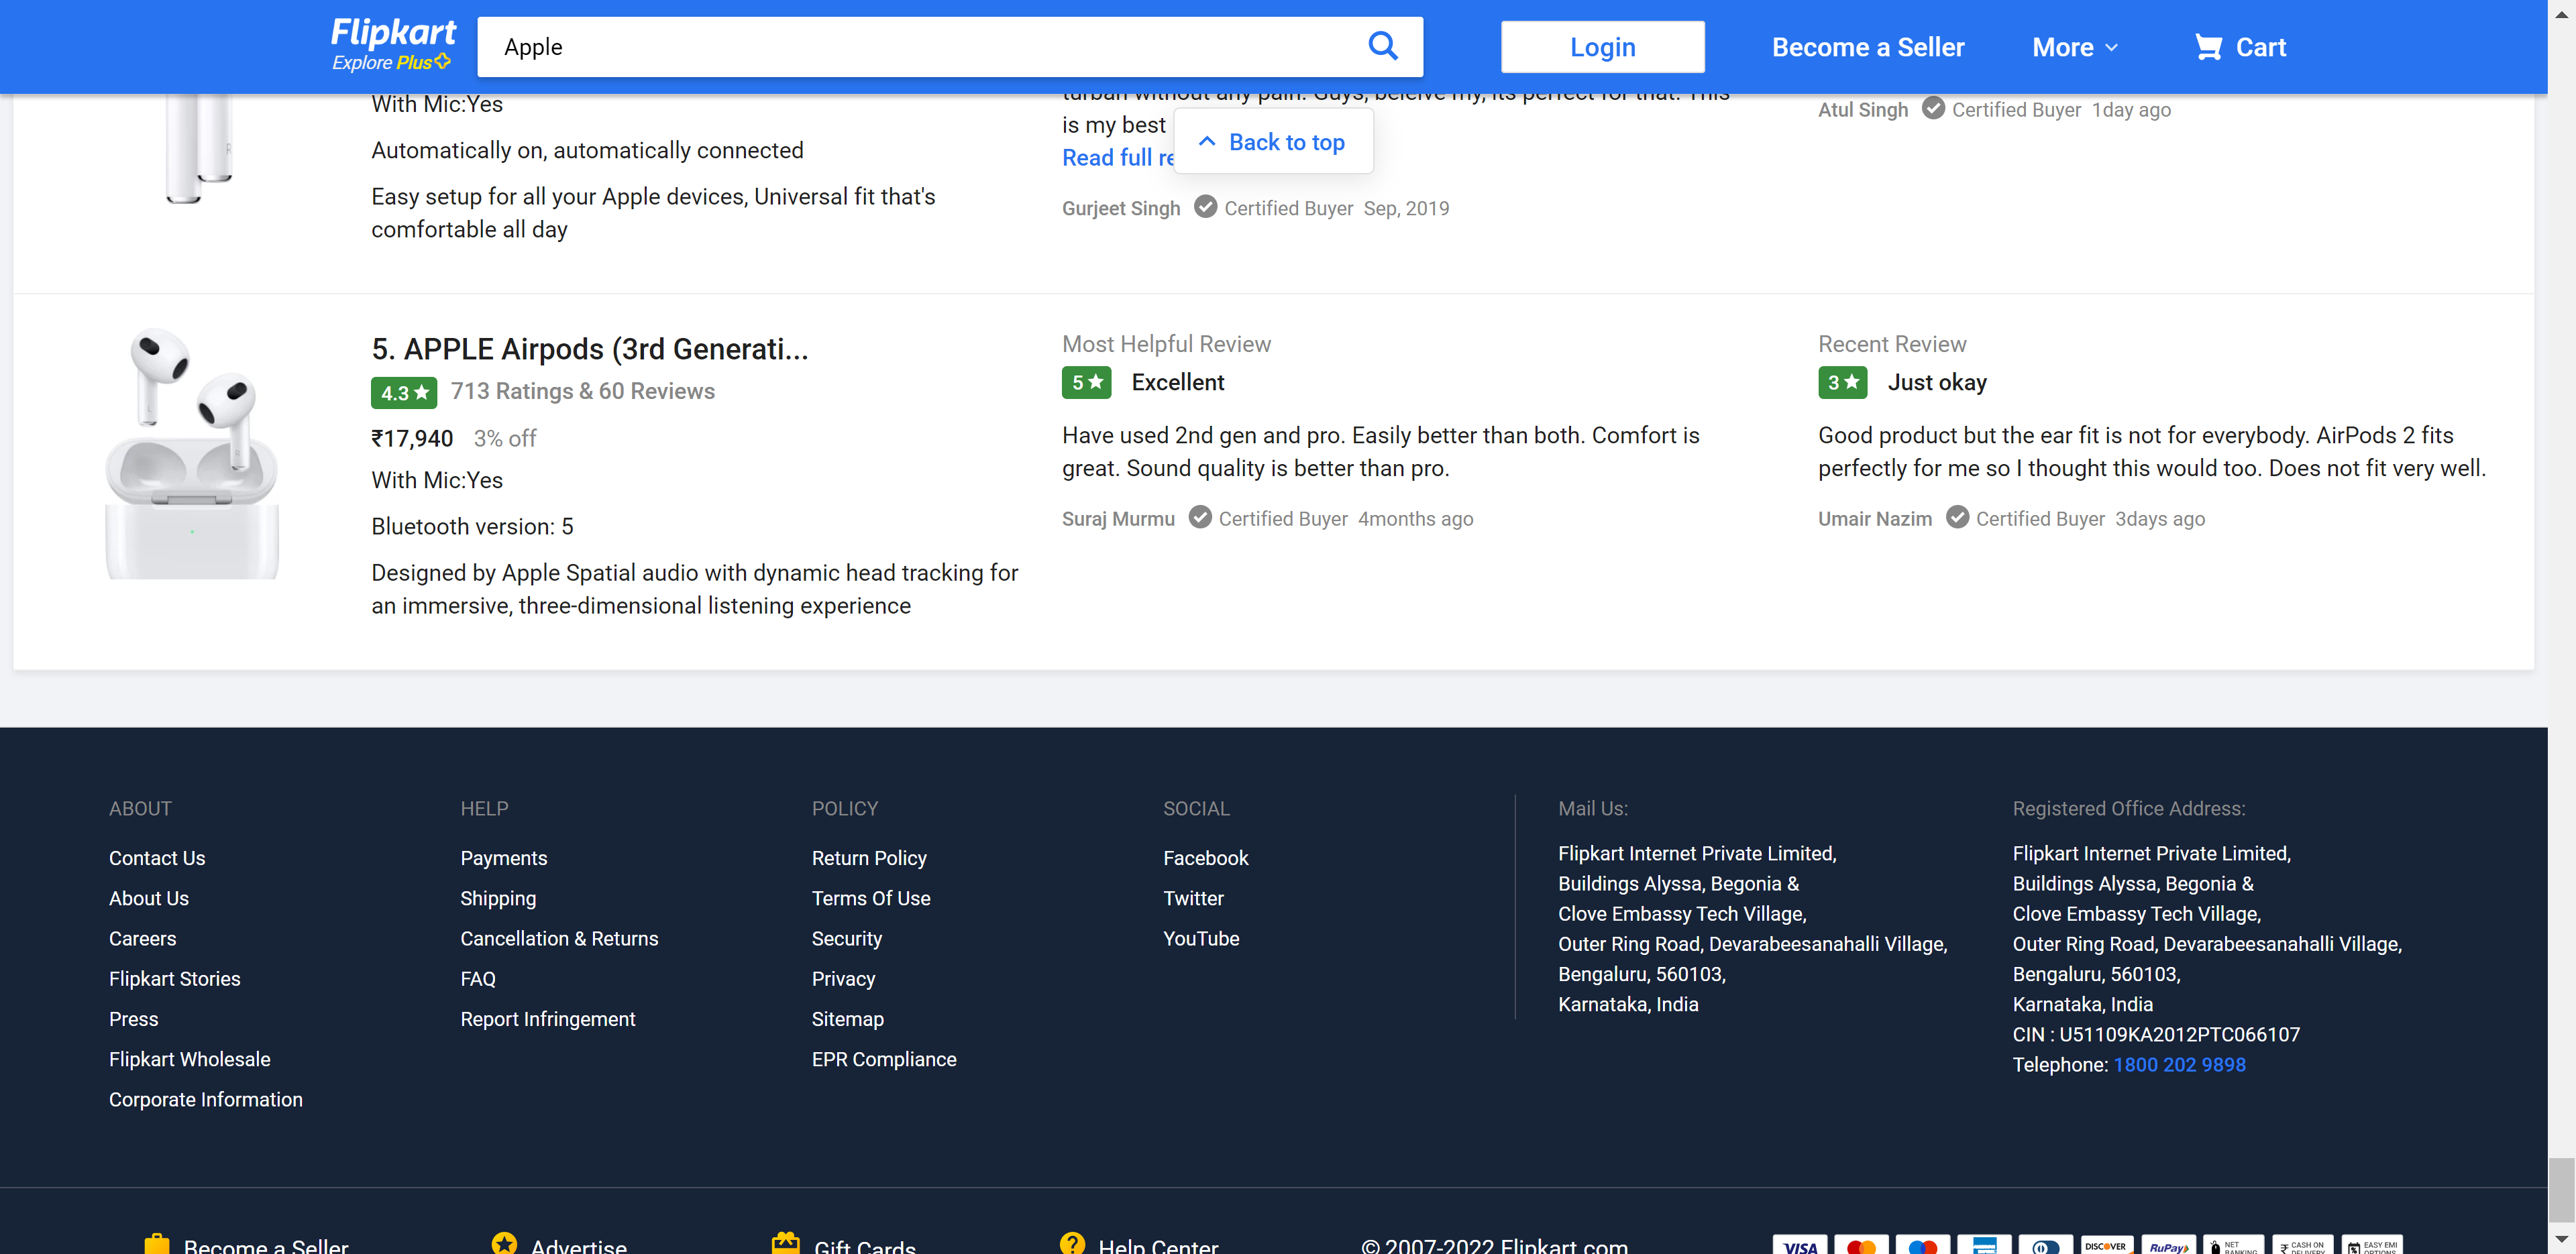 Flipkart
Explore Plus
Apple
Login
Become a Seller
More
Cart
With Mic:Yes
Automatically on, automatically connected
Easy setup for all your Apple devices, Universal fit that's
comfortable all day
turban without any pain. Guys, beleive my, its perfect for that. This
is my best
Read full re
Back to top
Gurjeet Singh Certified Buyer Sep, 2019
Atul Singh Certified Buyer 1day ago
5. APPLE Airpods (3rd Generati...
4.3 713 Ratings & 60 Reviews
₹17,940 3% off
With Mic:Yes
Bluetooth version: 5
Designed by Apple Spatial audio with dynamic head tracking for
an immersive, three-dimensional listening experience
Most Helpful Review
5 Excellent
Have used 2nd gen and pro. Easily better than both. Comfort is
great. Sound quality is better than pro.
Suraj Murmu Certified Buyer 4months ago
Recent Review
3 Just okay
Good product but the ear fit is not for everybody. AirPods 2 fits
perfectly for me so I thought this would too. Does not fit very well.
Umair Nazim Certified Buyer 3days ago
ABOUT
Contact Us
About Us
Careers
Flipkart Stories
Press
Flipkart Wholesale
Corporate Information
HELP
Payments
Shipping
Cancellation & Returns
FAQ
Report Infringement
POLICY
Return Policy
Terms Of Use
Security
Privacy
Sitemap
EPR Compliance
SOCIAL
Facebook
Twitter
YouTube
Mail Us:
Flipkart Internet Private Limited,
Buildings Alyssa, Begonia &
Clove Embassy Tech Village,
Outer Ring Road, Devarabeesanahalli Village,
Bengaluru, 560103,
Karnataka, India
Registered Office Address:
Flipkart Internet Private Limited,
Buildings Alyssa, Begonia &
Clove Embassy Tech Village,
Outer Ring Road, Devarabeesanahalli Village,
Bengaluru, 560103,
Karnataka, India
CIN : U51109KA2012PTC066107
Telephone: 1800 202 9898
Become a Seller
Advertise
Gift Cards
Help Center
© 2007-2022 Flipkart.com
VISA
DISCOVER
RuPay
NET
BANKING
CASH ON
DELIVERY
EASY EMI
OPTIONS